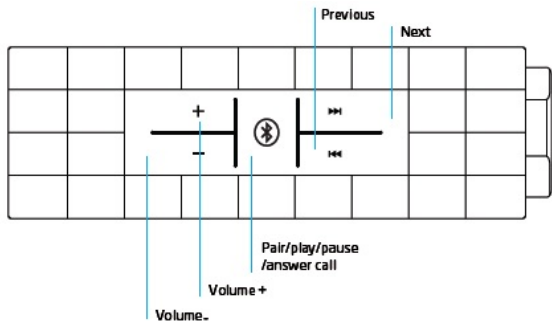 Previous
Next
+
−
Pair/play/pause
/answer call
Volume +
Volume-